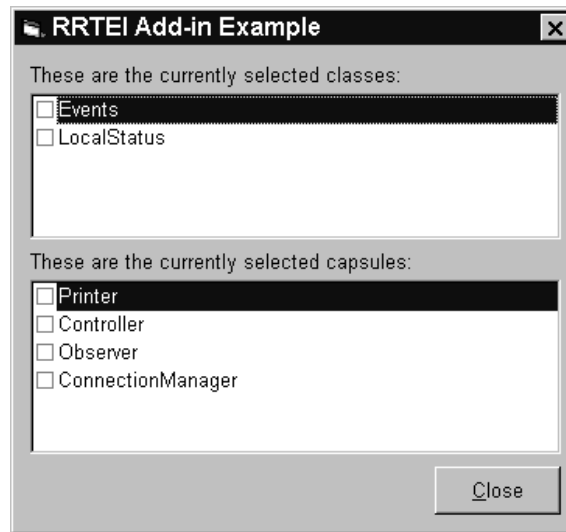 RRTEI Add-in Example
These are the currently selected classes:
Events
LocalStatus
These are the currently selected capsules:
Printer
Controller
Observer
ConnectionManager
Close